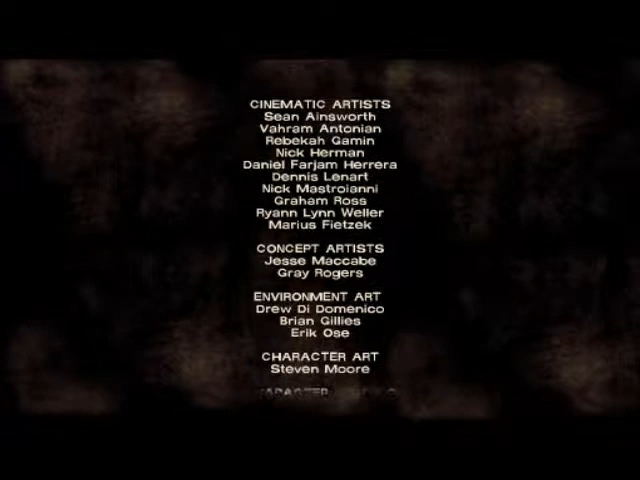 CINEMATIC ARTISTS
Sean Ainsworth
Vahram Antonian
Rebekah Gamin
Nick Herman
Daniel Farjam Herrera
Dennis Lenart
Nick Mastroianni
Graham Ross
Ryann Lynn Weller
Marius Fietzek
CONCEPT ARTISTS
Jesse Maccabe
Gray Rogers
ENVIRONMENT ART
Drew Di Domenico
Brian Gillies
Erik Ose
CHARACTER ART
Steven Moore
CHARACTER